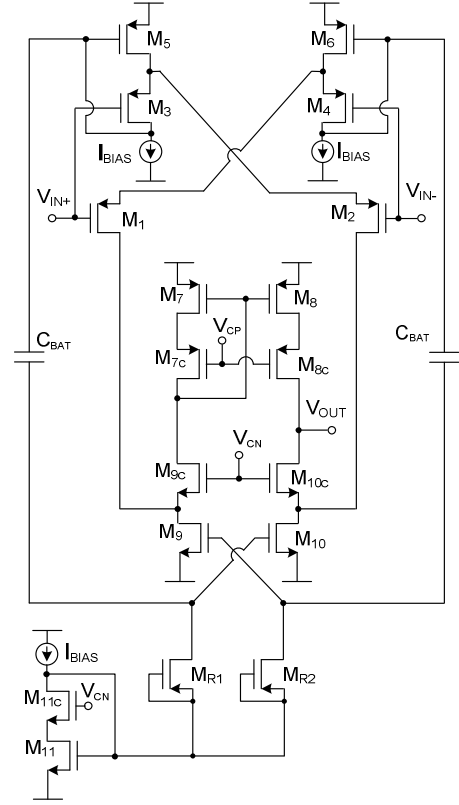 M5
M6
M3
M4
IBIAS
IBIAS
VIN+
M1
M2
VIN-
M7
M8
VCP
CBAT
CBAT
M7C
M8C
VOUT
VCN
M9C
M10C
M9
M10
IBIAS
MR1
MR2
M11C
VCN
M11